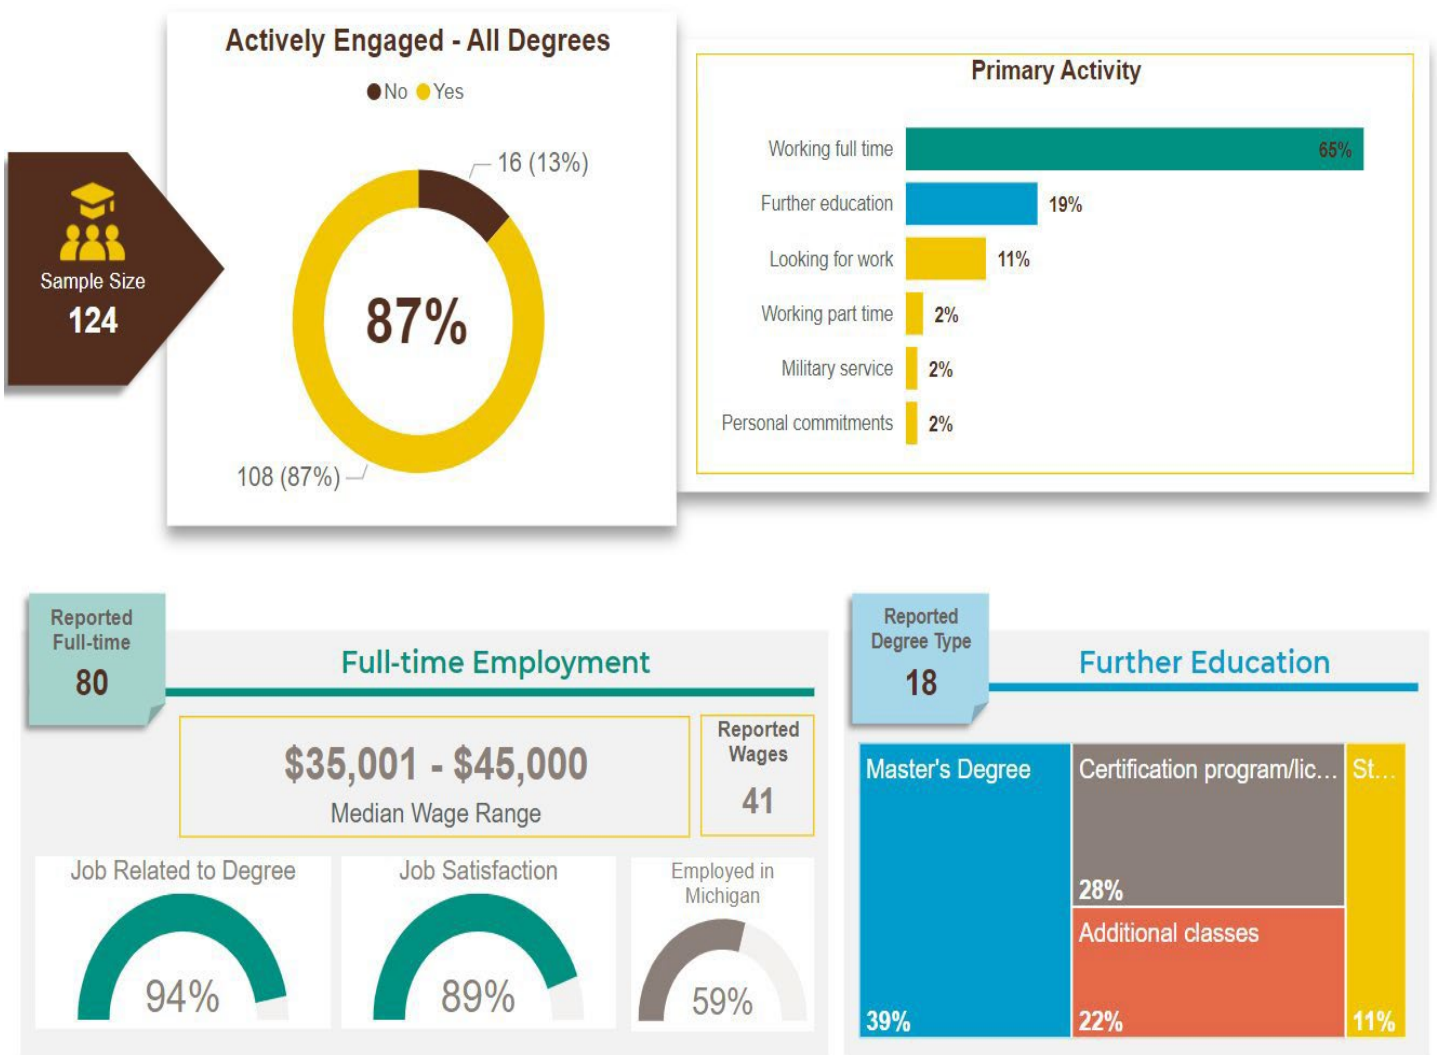 Actively Engaged - All Degrees
No Yes
16 (13%)
87%
108 (87%)
Sample Size
124
Primary Activity
Working full time 65%
Further education 19%
Looking for work 11%
Working part time 2%
Military service 2%
Personal commitments 2%
Reported
Full-time
80
Full-time Employment
$35,001 - $45,000
Median Wage Range
Reported
Wages
41
Job Related to Degree
94%
Job Satisfaction
89%
Employed in
Michigan
59%
Reported
Degree Type
18
Further Education
Master's Degree
39%
Certification program/lic...
28%
Additional classes
22%
St...
11%